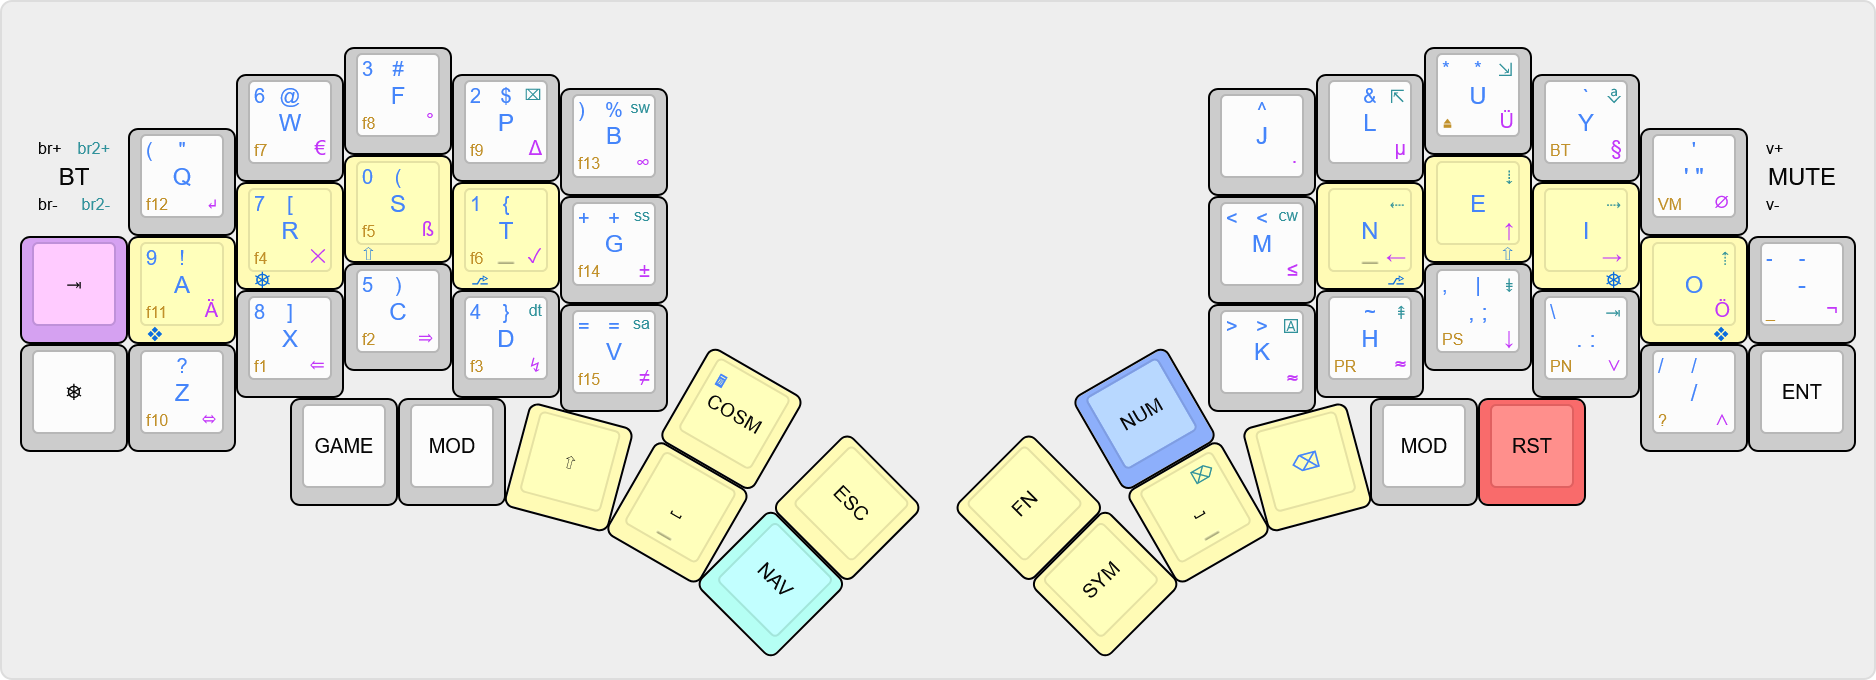 br+ br2+
BT
br- br2-
( "
Q
f12 ↲
6 @
W
f7 €
3 #
F
f8 °
2 $ ⌧
P
f9 Δ
) % sw
B
f13 ∞
⇥
9 !
A
f11 Ä
❖
7 [
R
f4 ╳
⎈
0 (
S
f5 ß
⇧
1 {
T
f6 _ ✓
⎇
+ + ss
G
f14 ±
⎈
?
Z
f10 ⇔
8 ]
X
f1 ⇐
5 )
C
f2 ⇒
4 } dt
D
f3 ↯
= = sa
V
f15 ≠
GAME
MOD
⇧
COSM
ESC
NAV
^
J
.
& ⇱
L
µ
* * ⇲
U
⏏ Ü
`
Y
BT §
'
' "
VM ∅
v+
MUTE
v-
< < cw
M
≤
⇠
N
_ ←
⎇
⇣
E
↑
⇧
⇢
I
→
⎈
⇡
O
Ö
❖
- -
-
_ ¬
> > 🄰
K
≈
~ ⇞
H
PR ≈
, | ⇟
, ;
PS ↓
\ ⇥
. :
PN ∨
/ /
/
? ∧
ENT
NUM
⌫
MOD
RST
FN
SYM